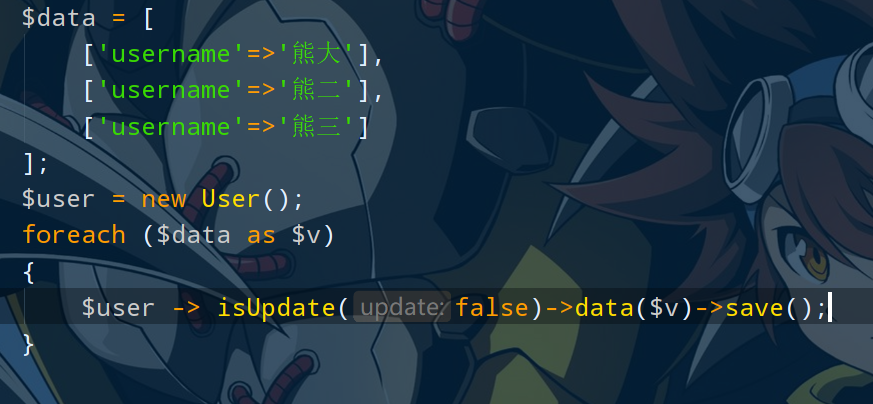 $data = [
['username'=>'熊大'],
['username'=>'熊二'],
['username'=>'熊三']
];
$user = new User();
foreach ($data as $v)
{
$user -> isUpdate( update: false)->data($v)->save();
}